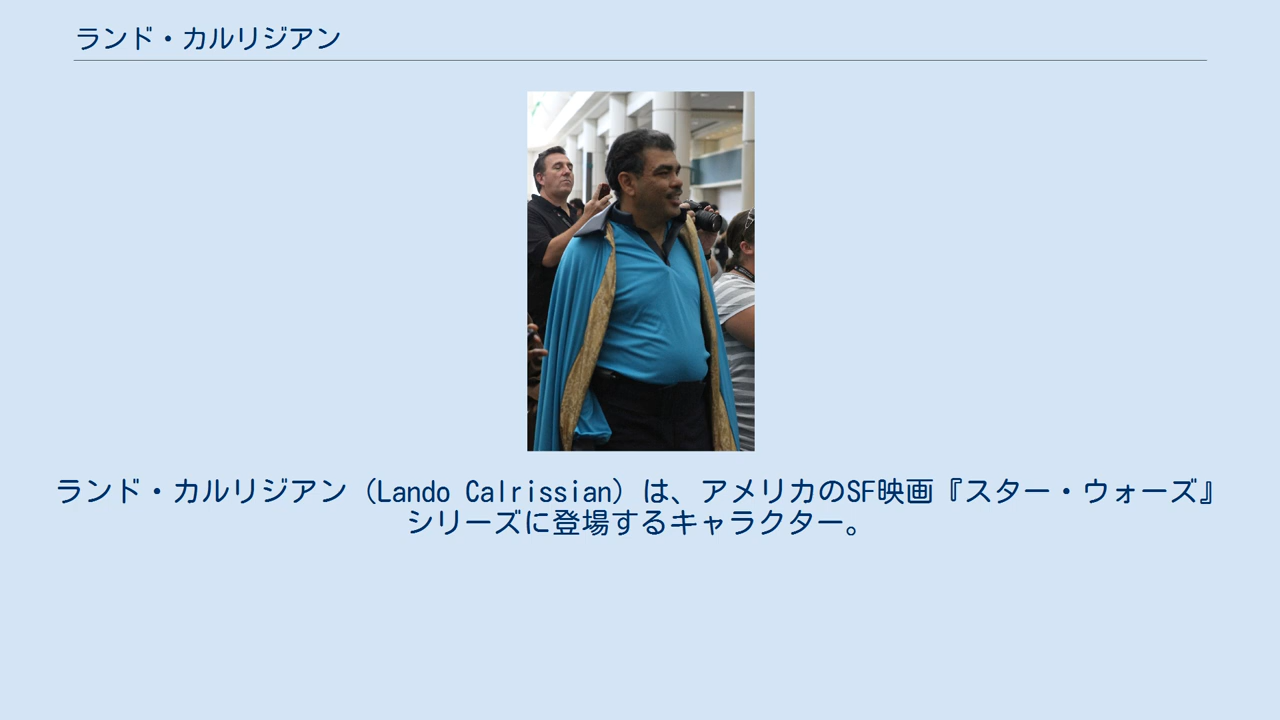 ランド・カルリジアン
ランド・カルリジアン（Lando Calrissian）は、アメリカのSF映画『スター・ウォーズ』
シリーズに登場するキャラクター。